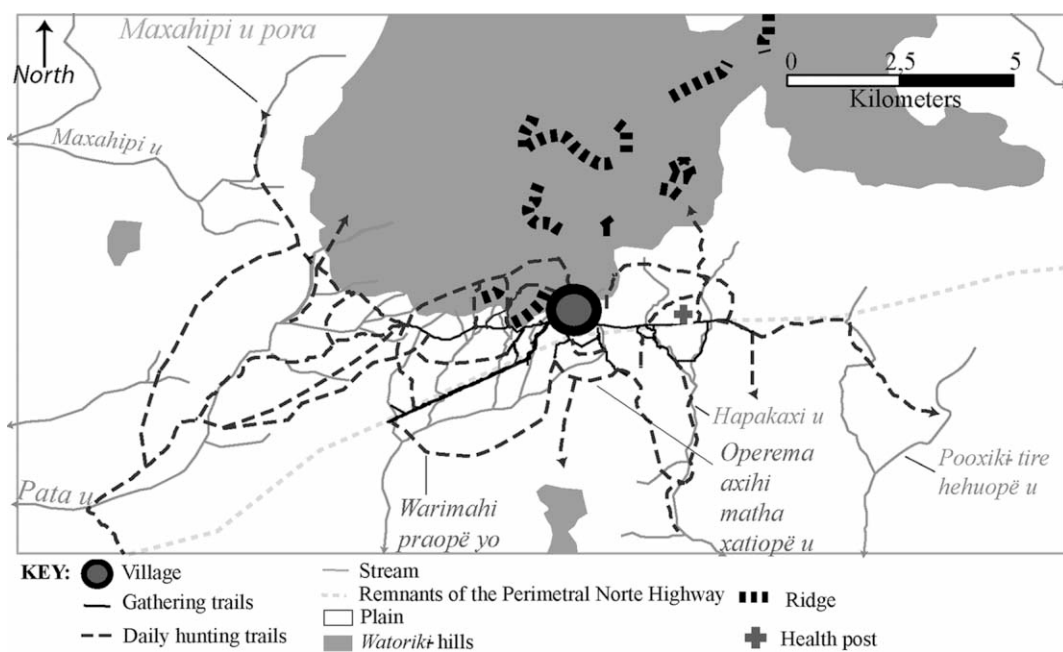 Maxahipi u pora
North
0 2,5 5
Kilometers
Maxahipi u
Hapakaxi u
Operema
axihi
matha
xatiopë u
Pooxiki tire
hehuopë u
Pata u
Warimahi
praopë yo
KEY:
Village
Gathering trails
Daily hunting trails
Stream
Remnants of the Perimetral Norte Highway
Plain
Watorikɨ hills
Ridge
Health post